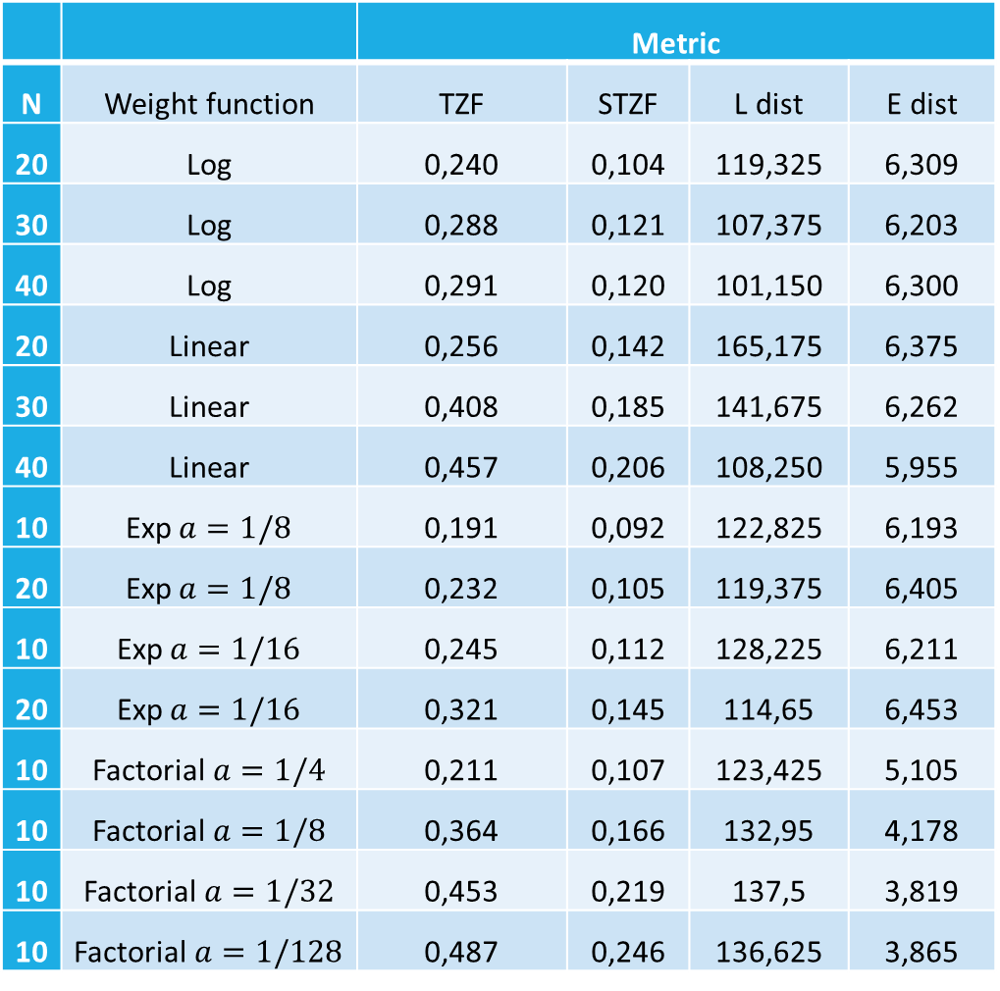 Metric
N Weight function TZF STZF L dist E dist
20 Log 0,240 0,104 119,325 6,309
30 Log 0,288 0,121 107,375 6,203
40 Log 0,291 0,120 101,150 6,300
20 Linear 0,256 0,142 165,175 6,375
30 Linear 0,408 0,185 141,675 6,262
40 Linear 0,457 0,206 108,250 5,955
10 Exp a = 1/8 0,191 0,092 122,825 6,193
20 Exp a = 1/8 0,232 0,105 119,375 6,405
10 Exp a = 1/16 0,245 0,112 128,225 6,211
20 Exp a = 1/16 0,321 0,145 114,65 6,453
10 Factorial a = 1/4 0,211 0,107 123,425 5,105
10 Factorial a = 1/8 0,364 0,166 132,95 4,178
10 Factorial a = 1/32 0,453 0,219 137,5 3,819
10 Factorial a = 1/128 0,487 0,246 136,625 3,865